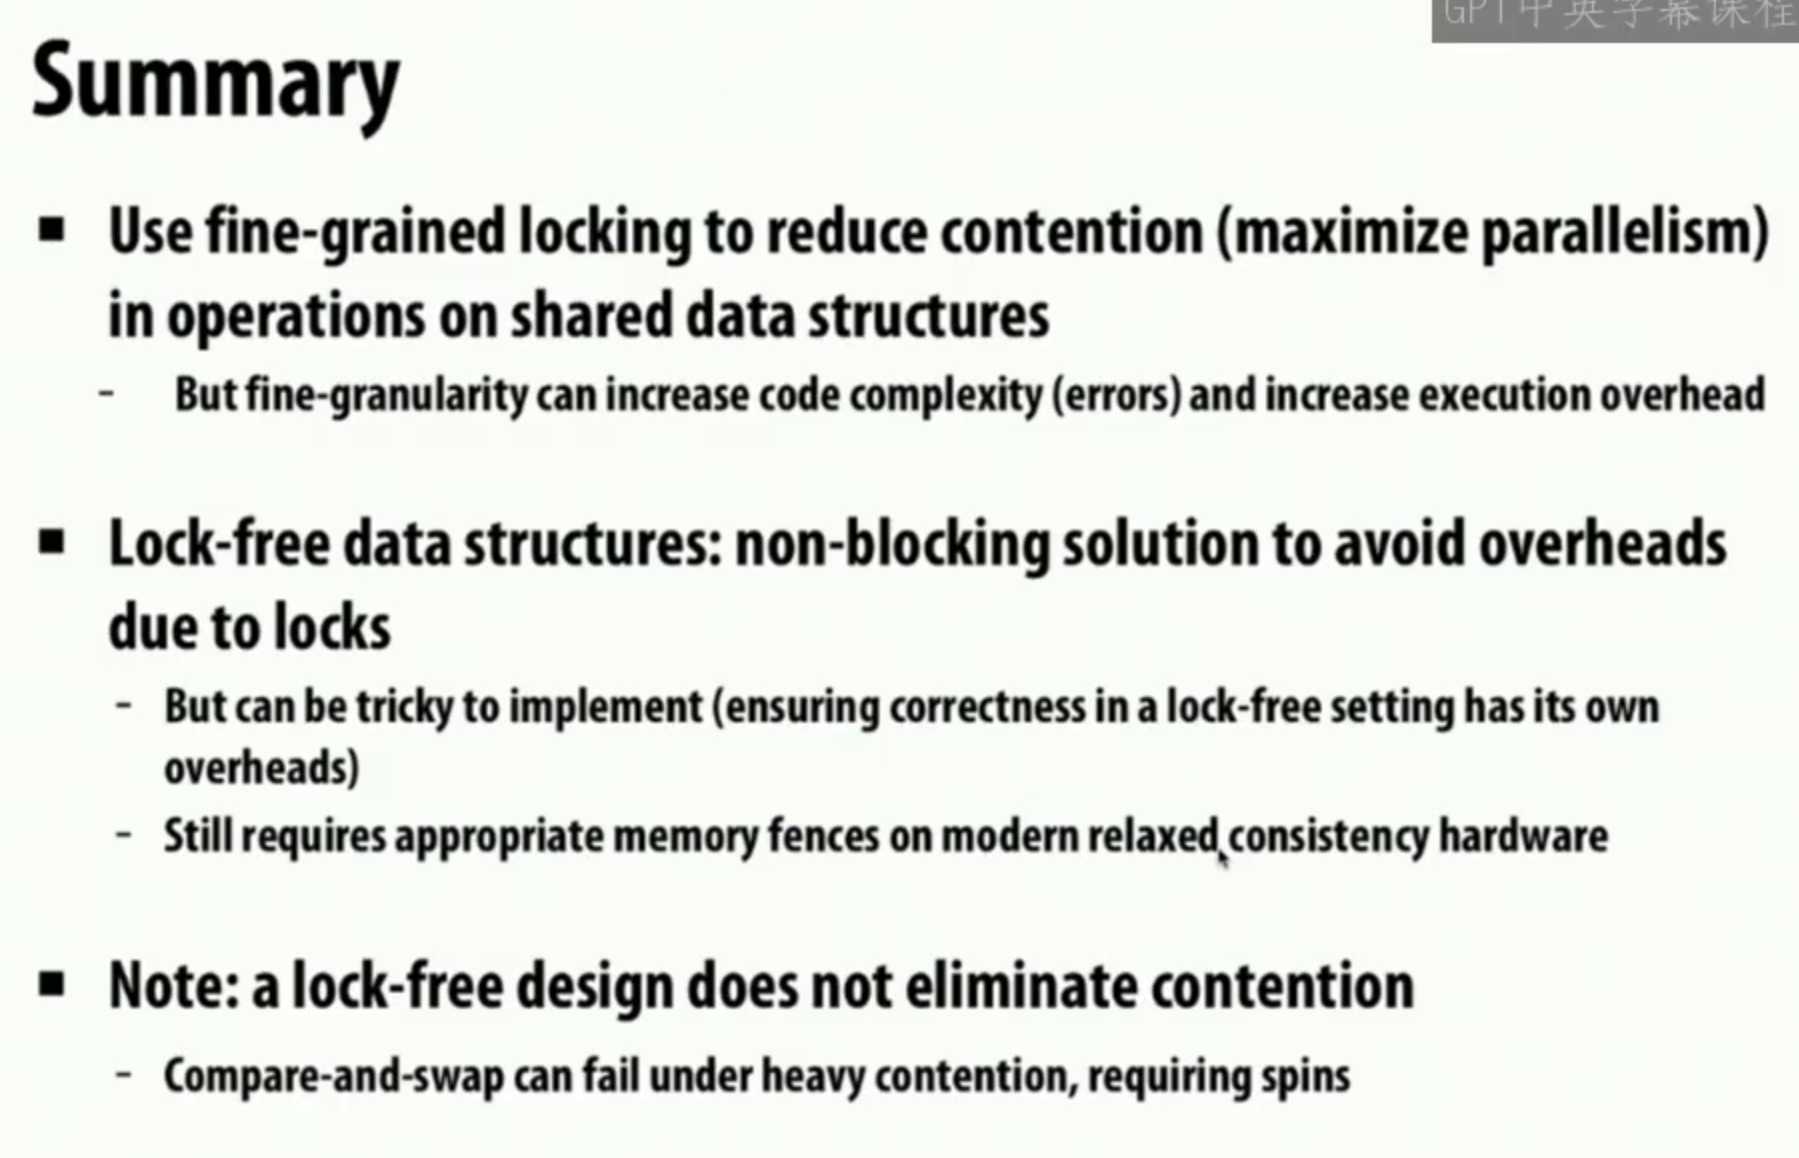 GPT中英字幕课程
Summary
■ Use fine-grained locking to reduce contention (maximize parallelism)
in operations on shared data structures
- But fine-granularity can increase code complexity (errors) and increase execution overhead
■ Lock-free data structures: non-blocking solution to avoid overheads
due to locks
- But can be tricky to implement (ensuring correctness in a lock-free setting has its own
overheads)
- Still requires appropriate memory fences on modern relaxed consistency hardware
■ Note: a lock-free design does not eliminate contention
- Compare-and-swap can fail under heavy contention, requiring spins